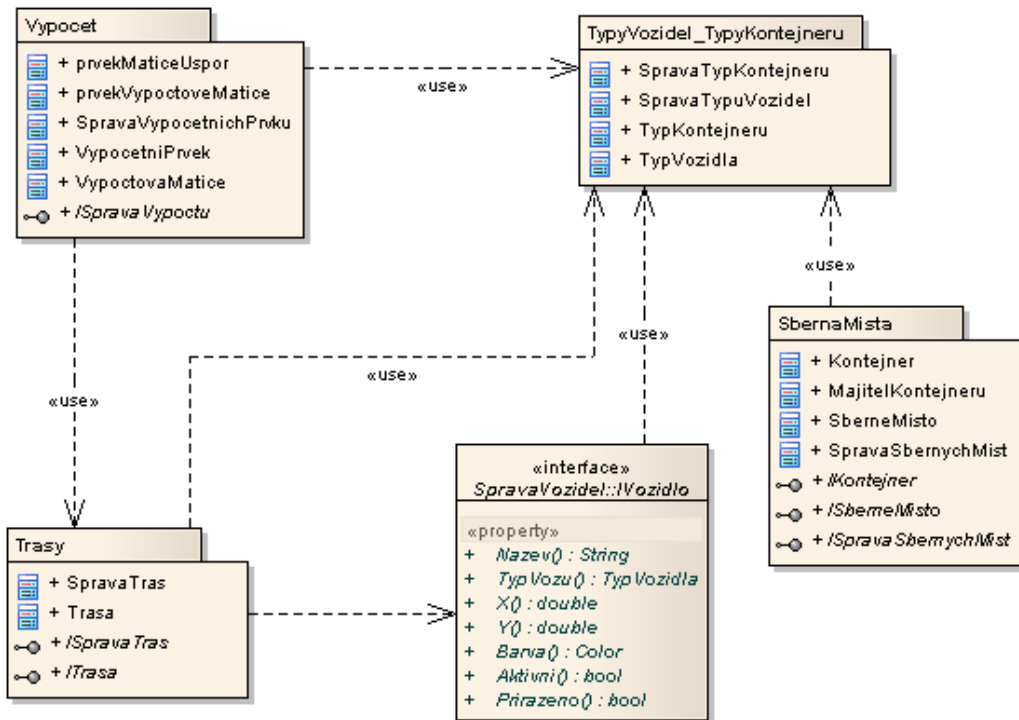 Vypocet
+ prvekMaticeUspor
+ prvekVypoctoveMatice
+ SpravaVypocetnichPrvku
+ VypocetniPrvek
+ VypoctovaMatice
+ ISpravaVypoctu
«use»
TypyVozidel_TypyKontejneru
+ SpravaTypKontejneru
+ SpravaTypuVozidel
+ TypKontejneru
+ TypVozidla
«use»
«use»
«use»
«use»
SbernaMista
+ Kontejner
+ MajitelKontejneru
+ SberneMisto
+ SpravaSbernychMist
+ IKontejner
+ ISberneMisto
+ ISpravaSbernychMist
Trasy
+ SpravaTras
+ Trasa
+ ISpravaTras
+ ITrasa
«interface»
SpravaVozidel::IVozidlo
«property»
+ Nazev() : String
+ TypVozu() : TypVozidla
+ X() : double
+ Y() : double
+ Barva() : Color
+ Aktivni() : bool
+ Prirazeno() : bool